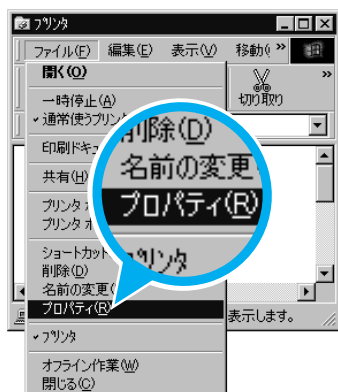 プリンタ
ファイル(F) 編集(E) 表示(V) 移動( »
開く(O)
切り取り »
一時停止(A)
通常使うプリンタ
印刷ドキュ
共有(H)
プリンタ
プリンタ
ショートカット
削除(D)
名前の変更(
プロパティ(R)
表示します。
プリンタ
オフライン作業(W)
閉じる(C)
削除(D)
名前の変更
プロパティ(R)
プリンタ